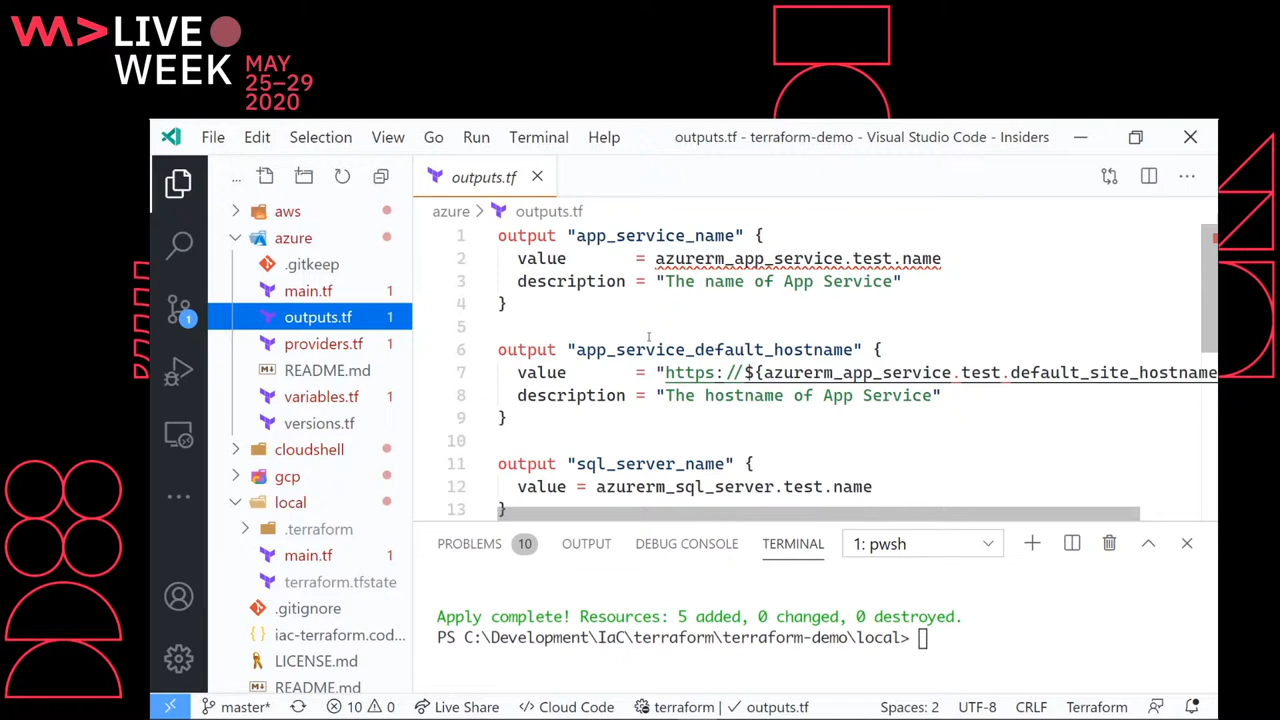 LIVE
WEEK
MAY
25–29
2020
File Edit Selection View Go Run Terminal Help
outputs.tf - terraform-demo - Visual Studio Code - Insiders
...
outputs.tf
azure > outputs.tf
aws
azure
.gitkeep
main.tf 1
outputs.tf 1
providers.tf 1
README.md
variables.tf 1
versions.tf
cloudshell
gcp
local
.terraform
main.tf 1
terraform.tfstate
.gitignore
iac-terraform.cod...
LICENSE.md
README.md
1
1 output "app_service_name" {
2 value = azurerm_app_service.test.name
3 description = "The name of App Service"
4 }
5
6 output "app_service_default_hostname" {
7 value = "https://${azurerm_app_service.test.default_site_hostname
8 description = "The hostname of App Service"
9 }
10
11 output "sql_server_name" {
12 value = azurerm_sql_server.test.name
13 }
PROBLEMS 10 OUTPUT DEBUG CONSOLE TERMINAL 1: pwsh
Apply complete! Resources: 5 added, 0 changed, 0 destroyed.
PS C:\Development\IaC\terraform\terraform-demo\local>
master* 10 0 Live Share Cloud Code terraform | ✓ outputs.tf Spaces: 2 UTF-8 CRLF Terraform